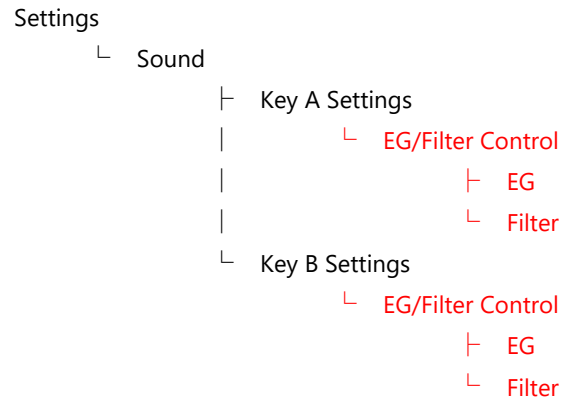 Settings
└ Sound
├ Key A Settings
│ └ EG/Filter Control
│ ├ EG
│ └ Filter
└ Key B Settings
└ EG/Filter Control
├ EG
└ Filter